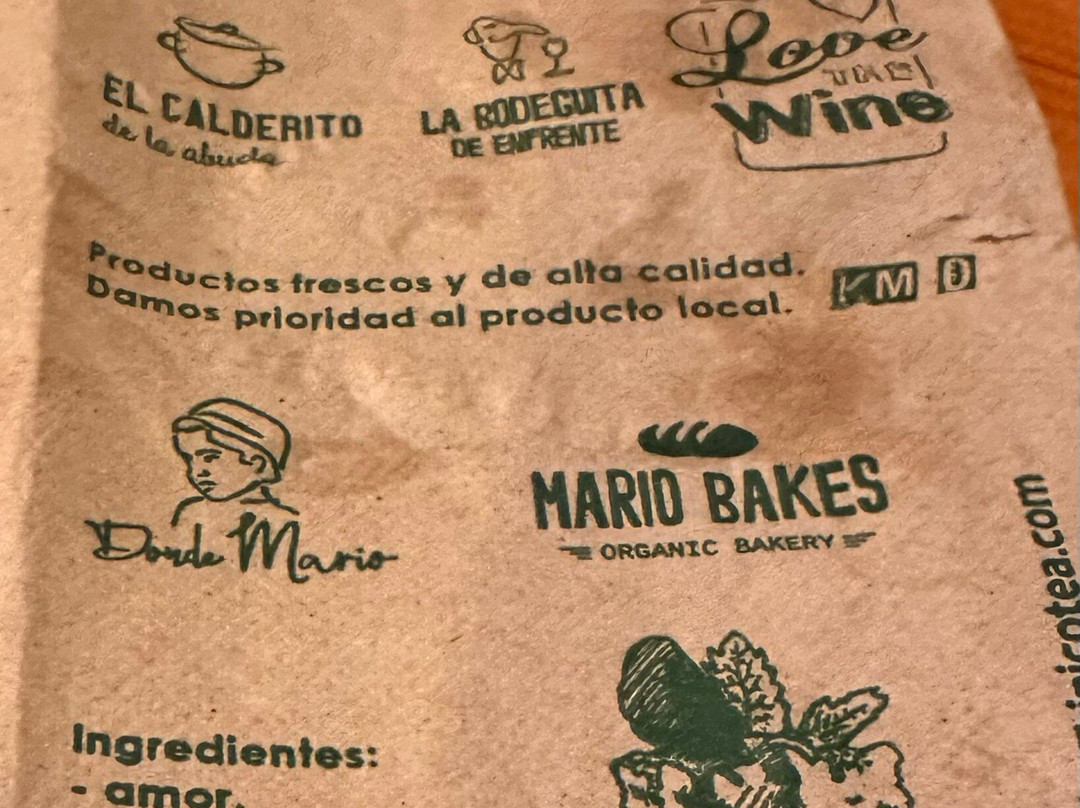 EL CALDERITO
de la abuela
LA BODEGUITA
DE ENFRENTE
Love
THE
Wine
Productos frescos y de alta calidad.
Damos prioridad al producto local.
KM 0
Donde Mario
MARIO BAKES
ORGANIC BAKERY
Ingredientes:
- amor.